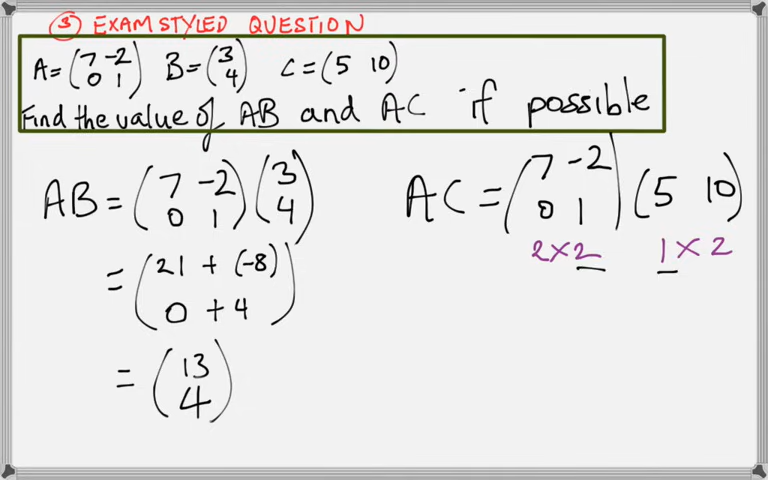 ③ EXAM STYLED QUESTION
A = (7 -2
0 1) B = (3
4) C = (5 10)
Find the value of AB and AC if possible
AB = (7 -2
0 1) (3
4)
= (21 + (-8)
0 + 4)
= (13
4)
AC = (7 -2
0 1) (5 10)
2×2 1×2